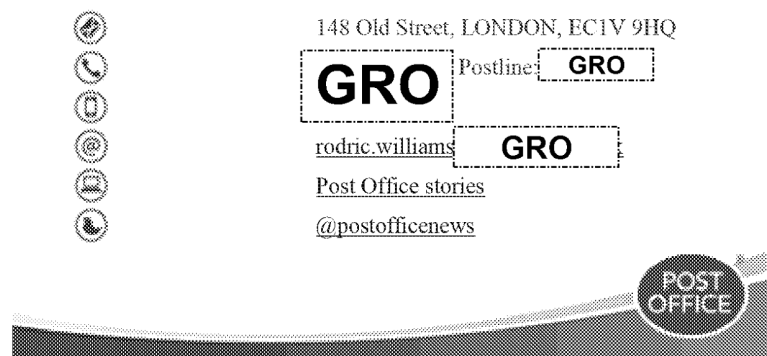 148 Old Street, LONDON, EC1V 9HQ
GRO Postline: GRO
rodric.williams GRO
Post Office stories
@postofficenews
POST
OFFICE